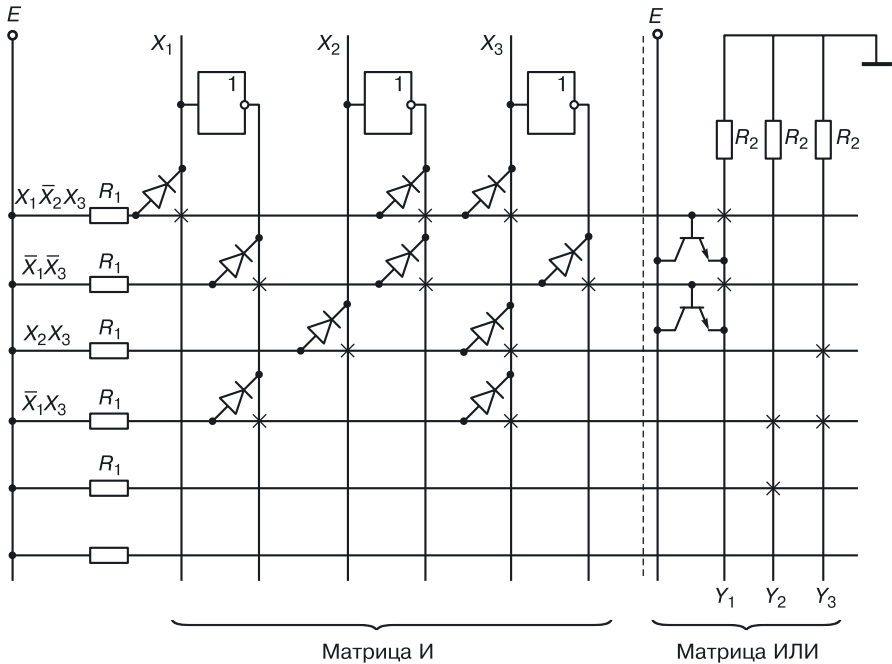 E
X₁
X₂
X₃
E
1
1
1
R₂
R₂
R₂
X₁X̅₂X₃
R₁
X̅₁X̅₃
R₁
X₂X₃
R₁
X̅₁X₃
R₁
R₁
Y₁
Y₂
Y₃
Матрица И
Матрица ИЛИ